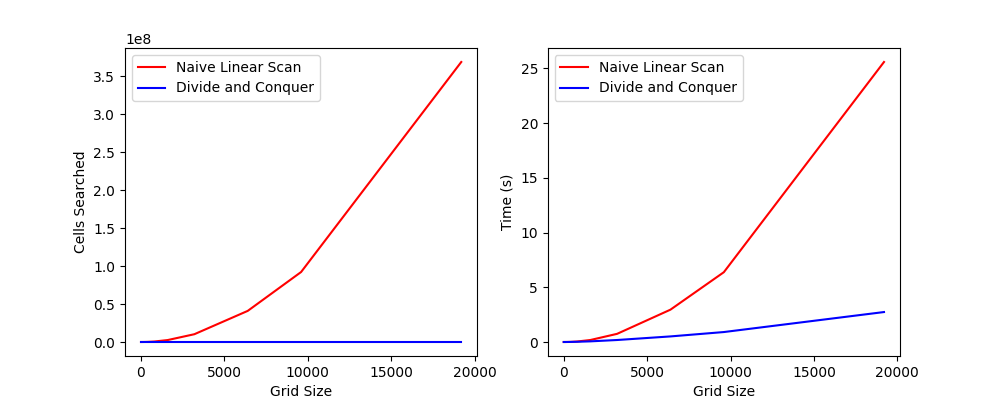 1e8
Naive Linear Scan
Divide and Conquer
3.5
3.0
2.5
2.0
1.5
1.0
0.5
0.0
Cells Searched
0 5000 10000 15000 20000
Grid Size
Naive Linear Scan
Divide and Conquer
25
20
15
10
5
0
Time (s)
0 5000 10000 15000 20000
Grid Size